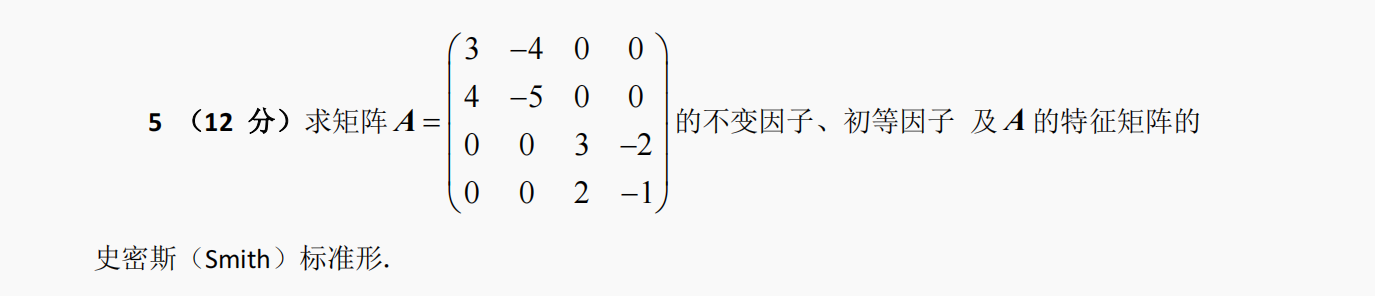 5 （12 分）求矩阵 A = \begin{pmatrix} 3 & -4 & 0 & 0 \\ 4 & -5 & 0 & 0 \\ 0 & 0 & 3 & -2 \\ 0 & 0 & 2 & -1 \end{pmatrix} 的不变因子、初等因子 及 A 的特征矩阵的
史密斯（Smith）标准形.